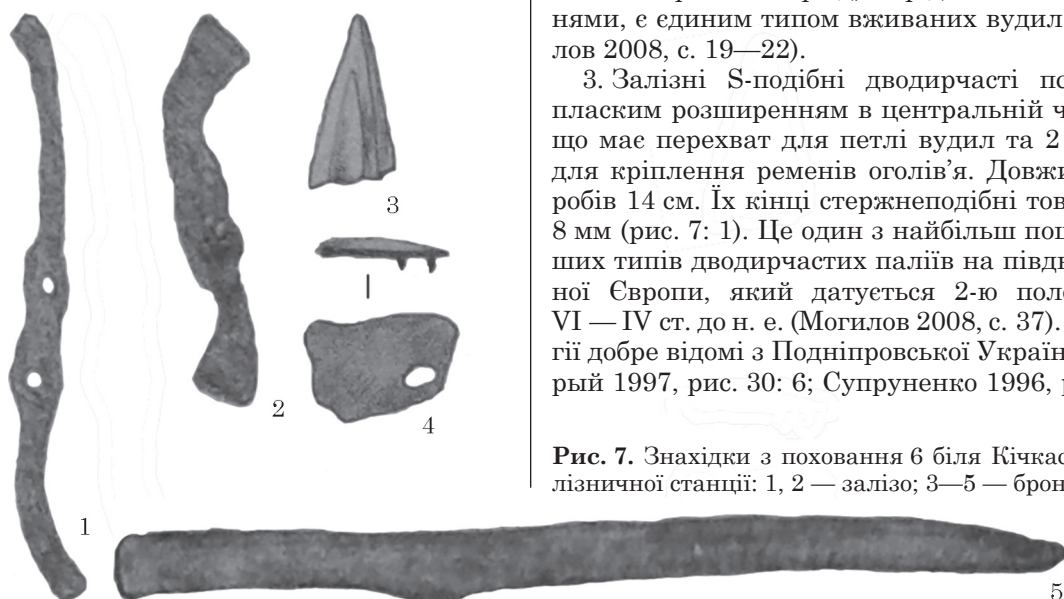 нями, є єдиним типом вживаних вудил
лов 2008, с. 19—22).
3. Залізні S-подібні дводирчасті пс
пласким розширенням в центральній ч
що має перехват для петлі вудил та 2
для кріплення ременів оголів'я. Довжи
робів 14 см. Їх кінці стержнеподібні тов
8 мм (рис. 7: 1). Це один з найбільш пош
ших типів дводирчастих паліїв на півдн
ної Європи, який датується 2-ю пол
VI — IV ст. до н. е. (Могилов 2008, с. 37).
гії добре відомі з Подніпровської Україн
рый 1997, рис. 30: 6; Супруненко 1996, р
Рис. 7. Знахідки з поховання 6 біля Кічкас
лізничної станції: 1, 2 — залізо; 3—5 — брон
3
2
4
1
5